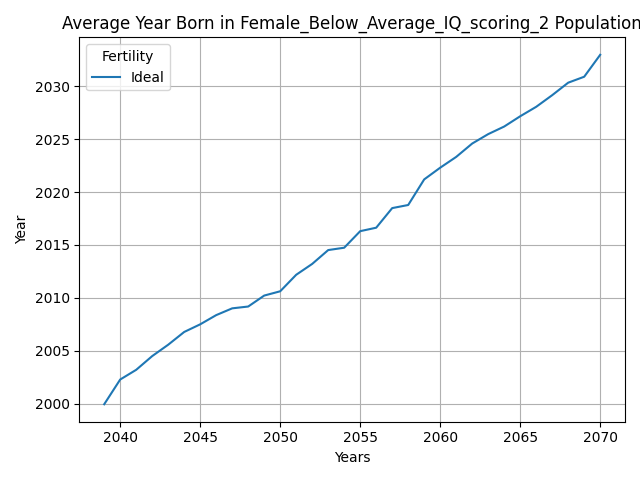 Average Year Born in Female_Below_Average_IQ_scoring_2 Population
Fertility
Ideal
Year
2030
2025
2020
2015
2010
2005
2000
2040 2045 2050 2055 2060 2065 2070
Years